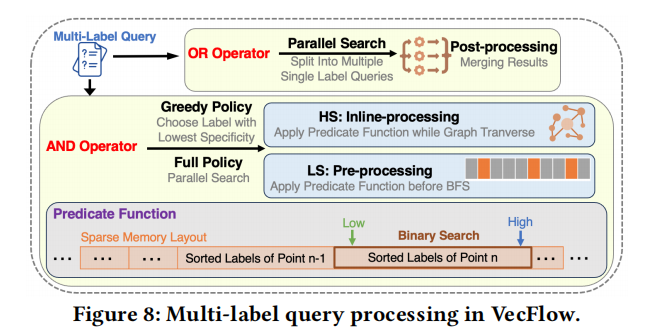 Multi-Label Query
OR Operator
Parallel Search
Split Into Multiple
Single Label Queries
Post-processing
Merging Results
AND Operator
Greedy Policy
Choose Label with
Lowest Specificity
Full Policy
Parallel Search
HS: Inline-processing
Apply Predicate Function while Graph Tranverse
LS: Pre-processing
Apply Predicate Function before BFS
Predicate Function
Low
High
Sparse Memory Layout
Binary Search
... ... ... Sorted Labels of Point n-1 Sorted Labels of Point n ... ...
Figure 8: Multi-label query processing in VecFlow.